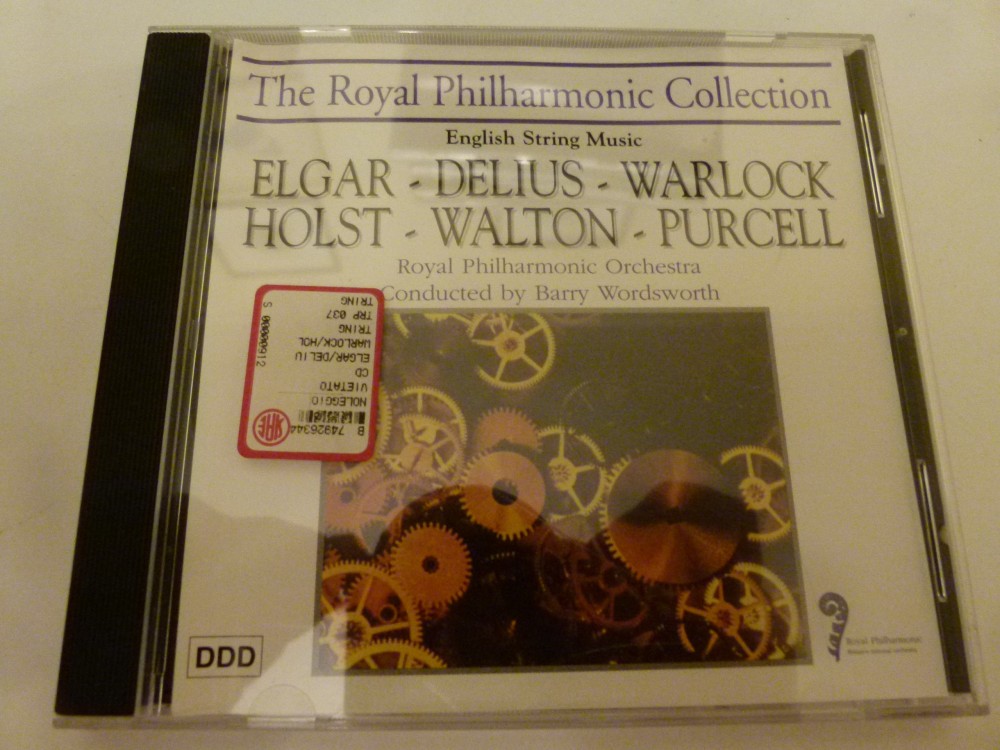 The Royal Philharmonic Collection
English String Music
ELGAR - DELIUS - WARLOCK
HOLST - WALTON - PURCELL
Royal Philharmonic Orchestra
Conducted by Barry Wordsworth
B 74926344
NOLEGGIO
VIETATO
CD
ELGAR/DELIU
WARLOCK/HOL
TRING
TRP 037
TRING
DDD
Royal Philharmonic